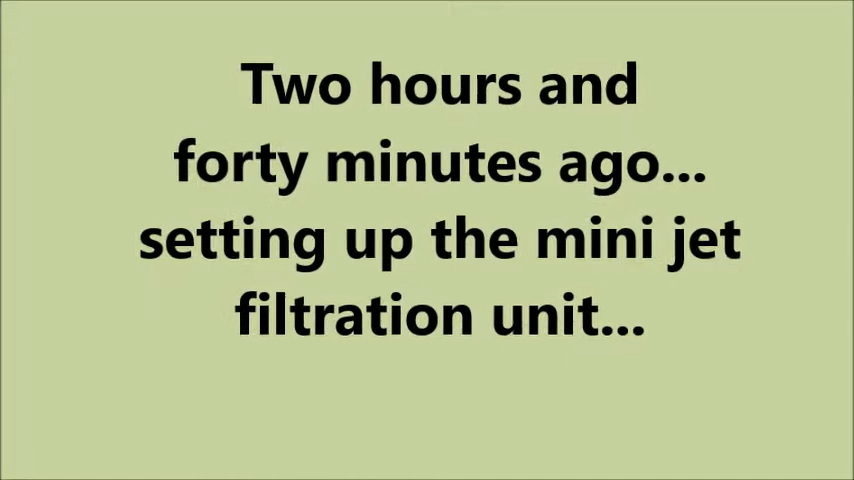 Two hours and
forty minutes ago...
setting up the mini jet
filtration unit...